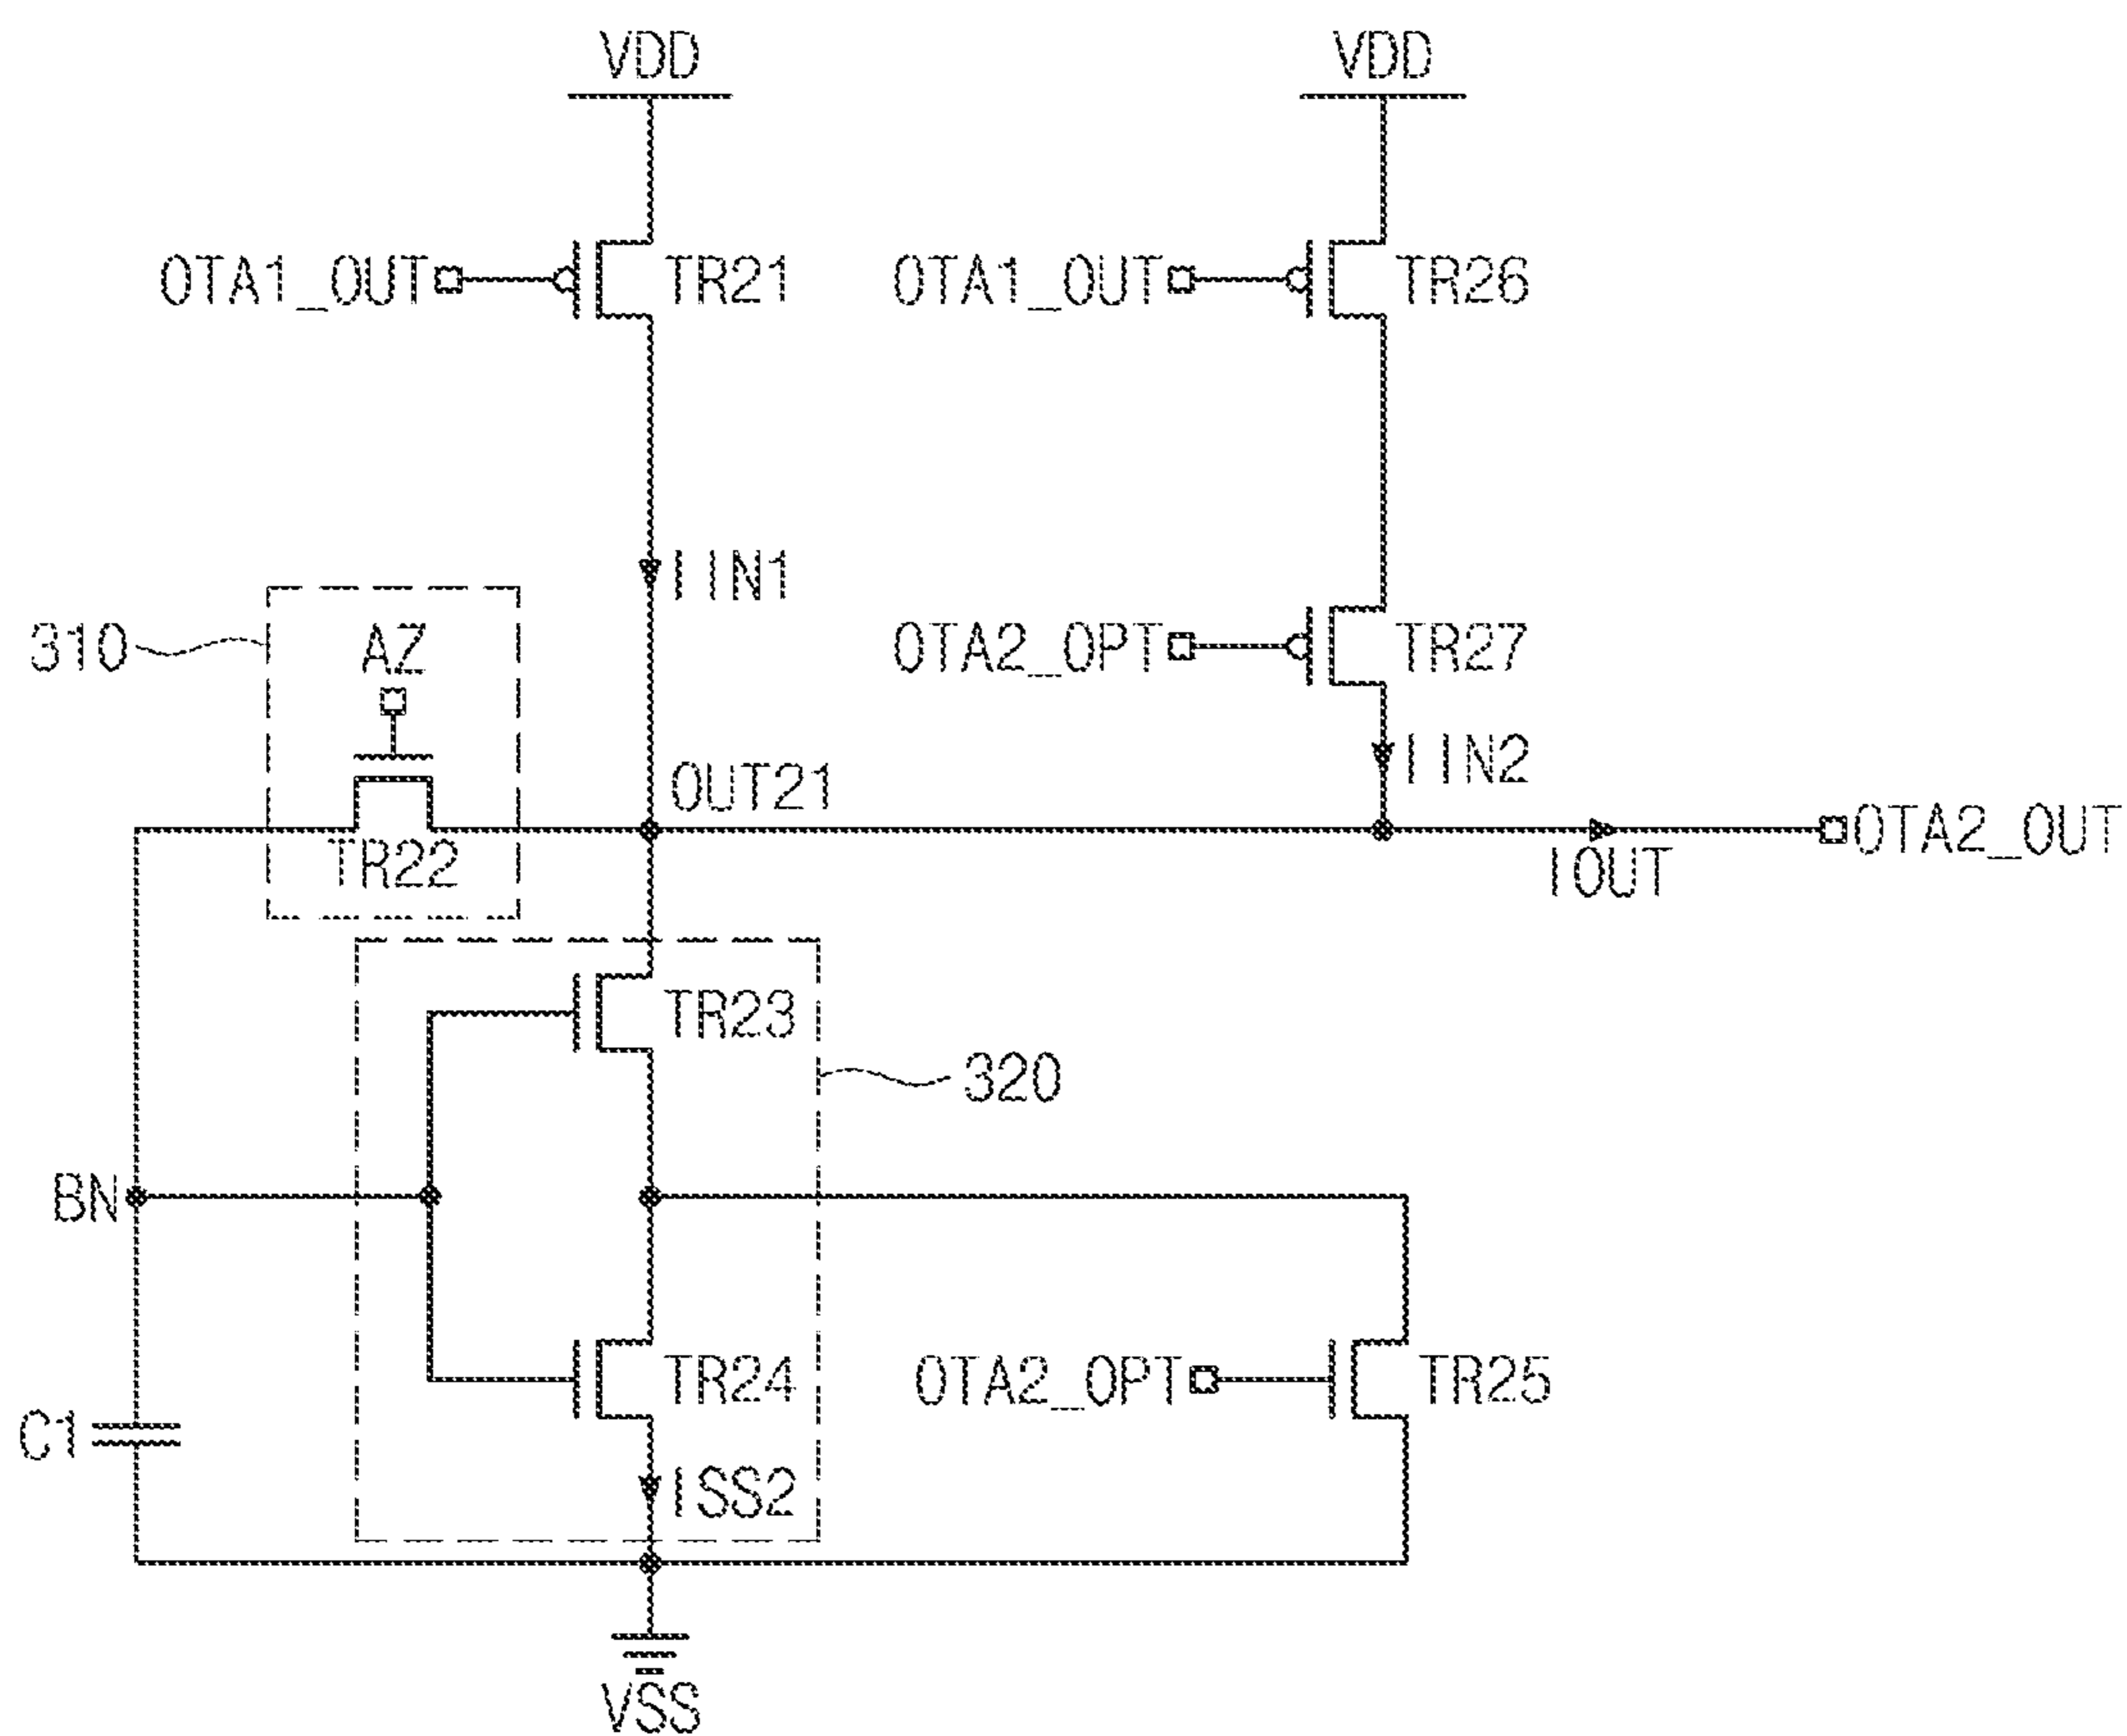 VDD VDD
OTA1_OUT TR21 OTA1_OUT TR26
IIN1
310 AZ OTA2_OPT TR27
IIN2
OUT21
TR22 IOUT OTA2_OUT
TR23
320
BN
TR24 OTA2_OPT TR25
C1
ISS2
VSS